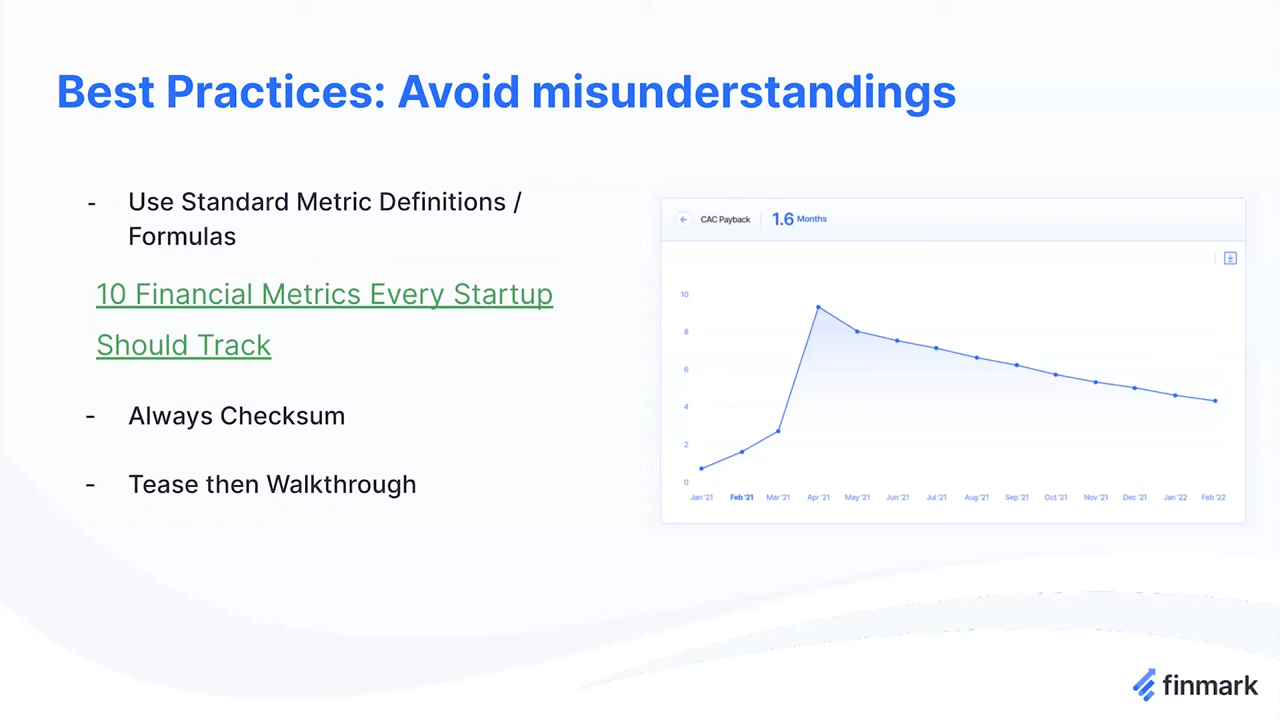 Best Practices: Avoid misunderstandings
- Use Standard Metric Definitions /
Formulas
10 Financial Metrics Every Startup
Should Track
- Always Checksum
- Tease then Walkthrough
CAC Payback 1.6 Months
10
8
6
4
2
0
Jan '21 Feb '21 Mar '21 Apr '21 May '21 Jun '21 Jul '21 Aug '21 Sep '21 Oct '21 Nov '21 Dec '21 Jan '22 Feb '22
finmark